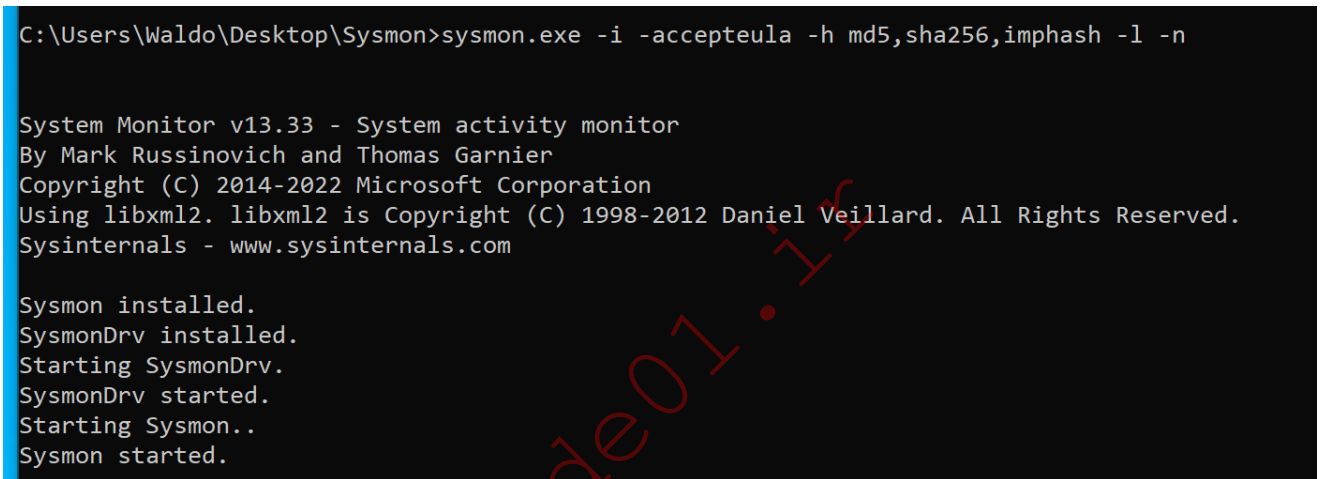 C:\Users\Waldo\Desktop\Sysmon>sysmon.exe -i -accepteula -h md5,sha256,imphash -l -n
System Monitor v13.33 - System activity monitor
By Mark Russinovich and Thomas Garnier
Copyright (C) 2014-2022 Microsoft Corporation
Using libxml2. libxml2 is Copyright (C) 1998-2012 Daniel Veillard. All Rights Reserved.
Sysinternals - www.sysinternals.com
Sysmon installed.
SysmonDrv installed.
Starting SysmonDrv.
SysmonDrv started.
Starting Sysmon..
Sysmon started.
de01.ir